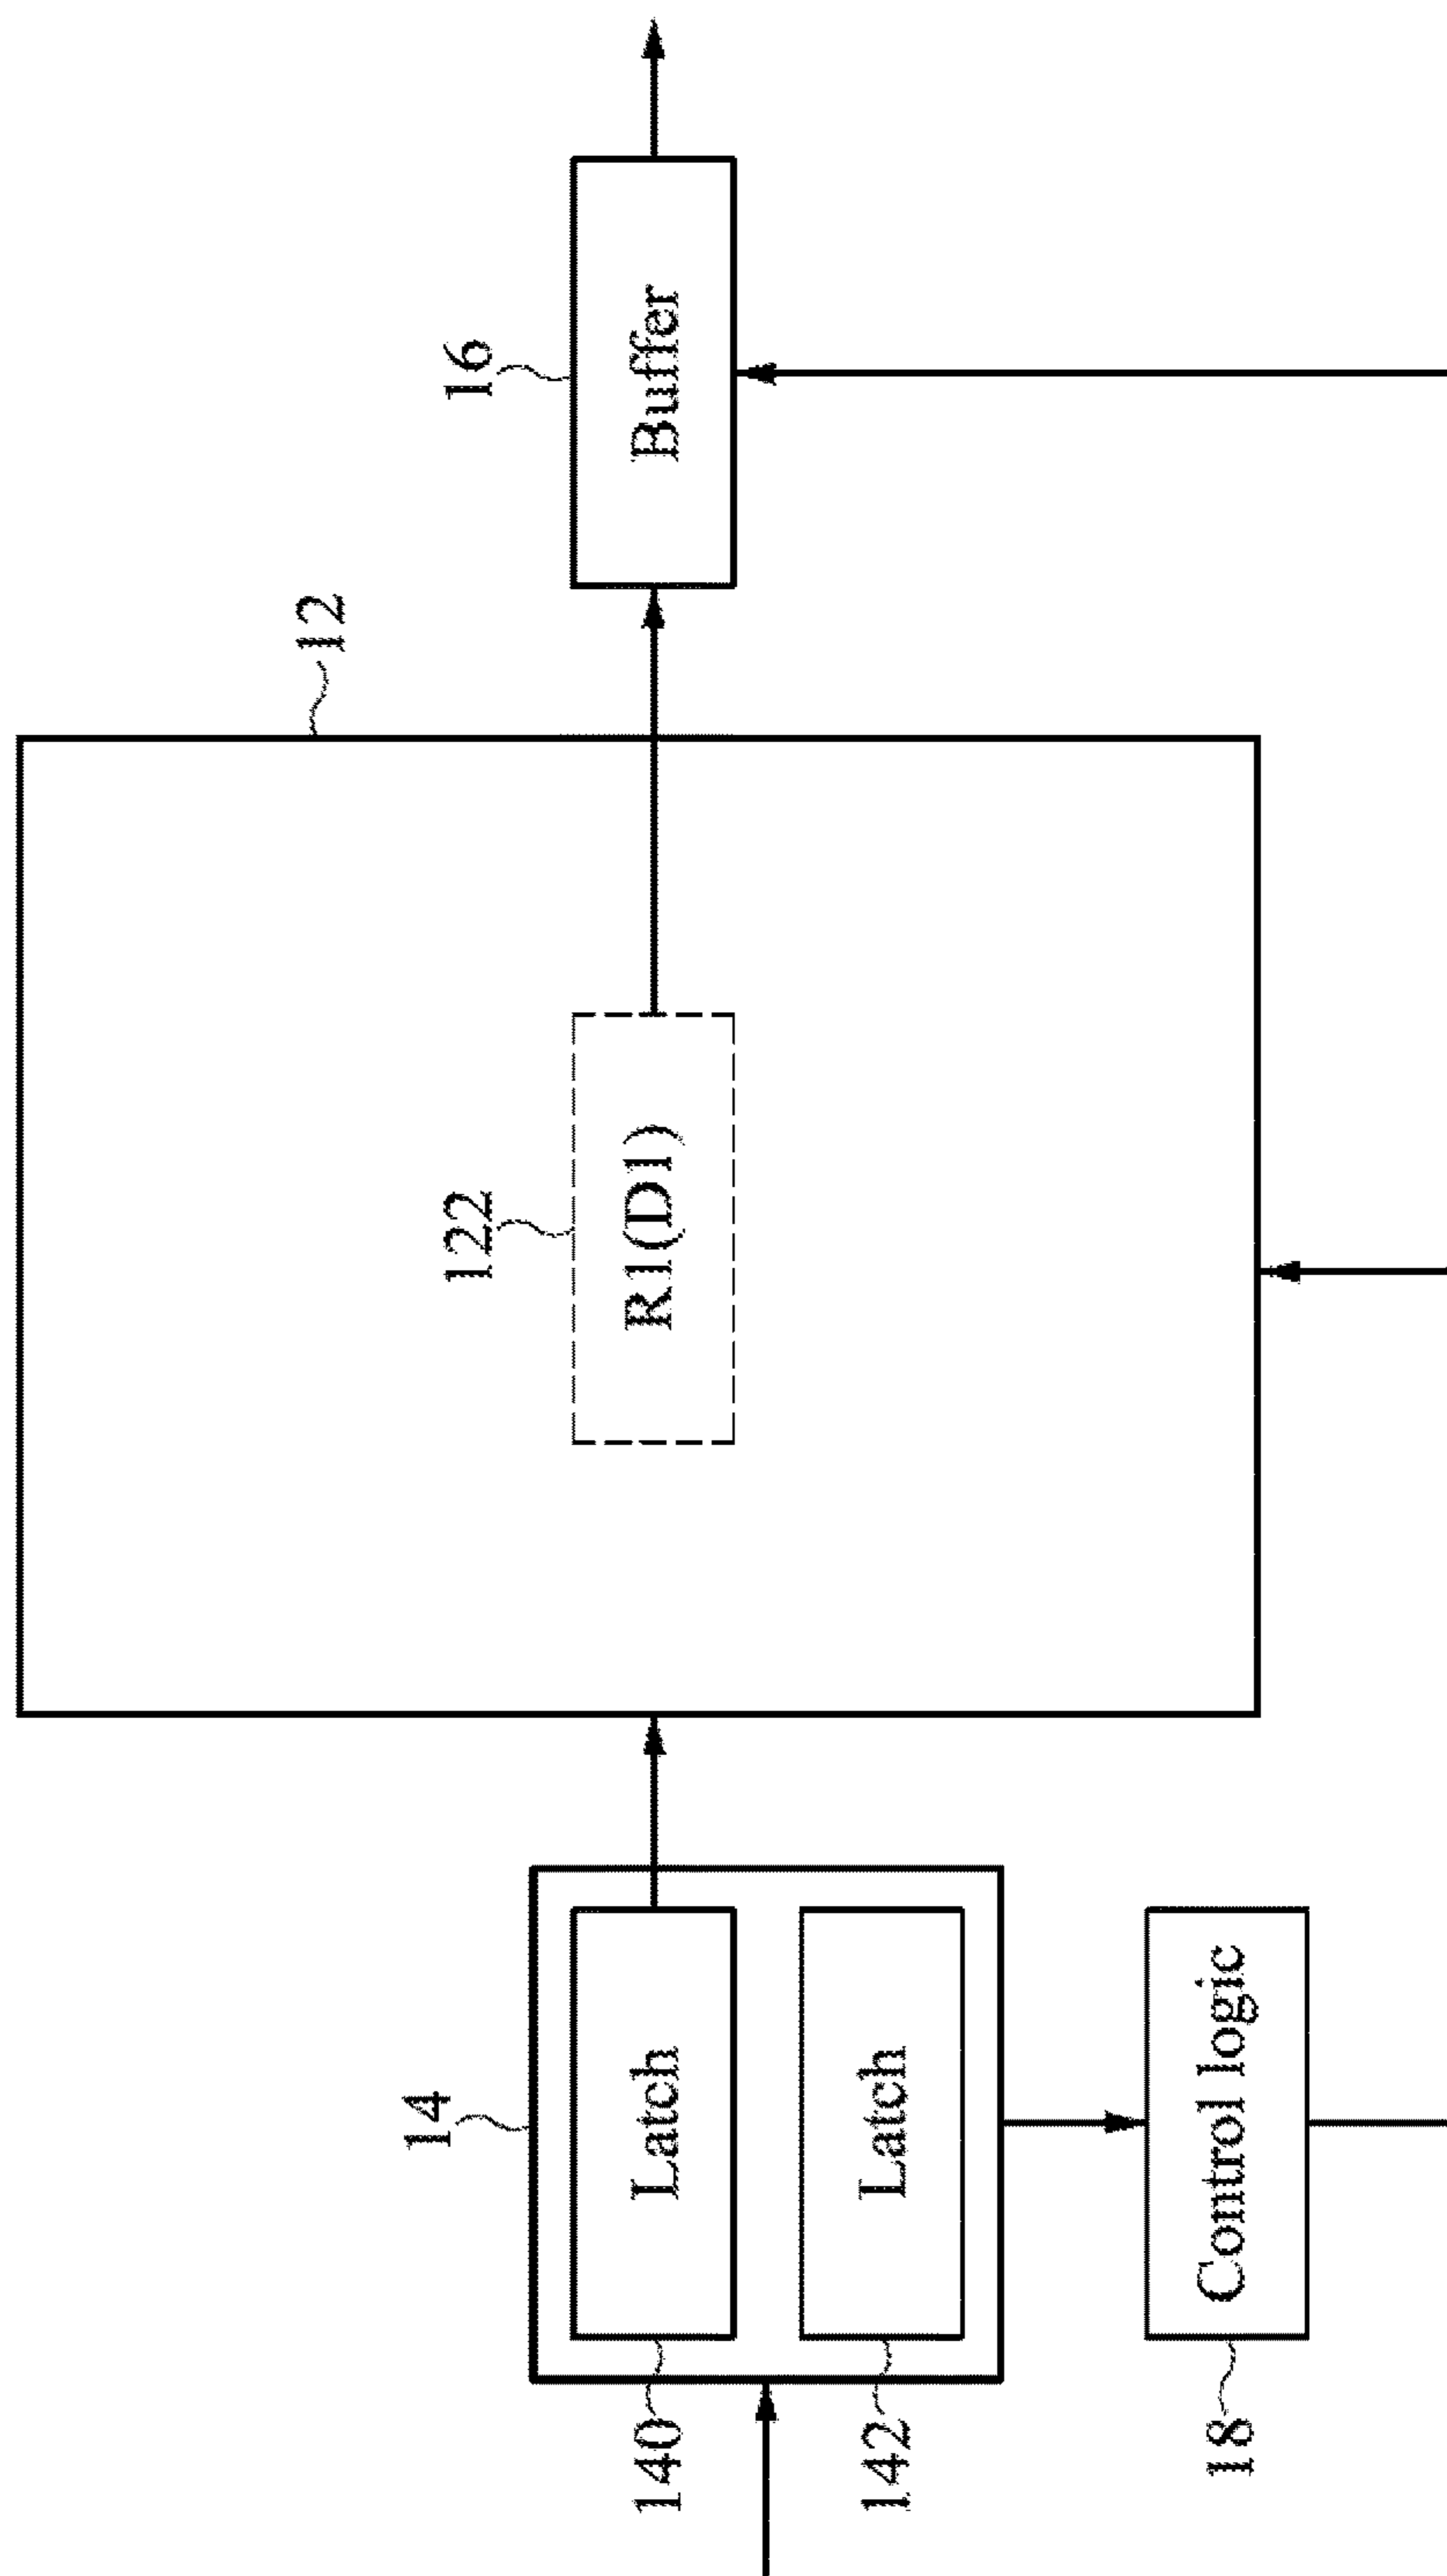 12
14
16
122
R1(D1)
Latch
Buffer
140
Latch
142
Control logic
18